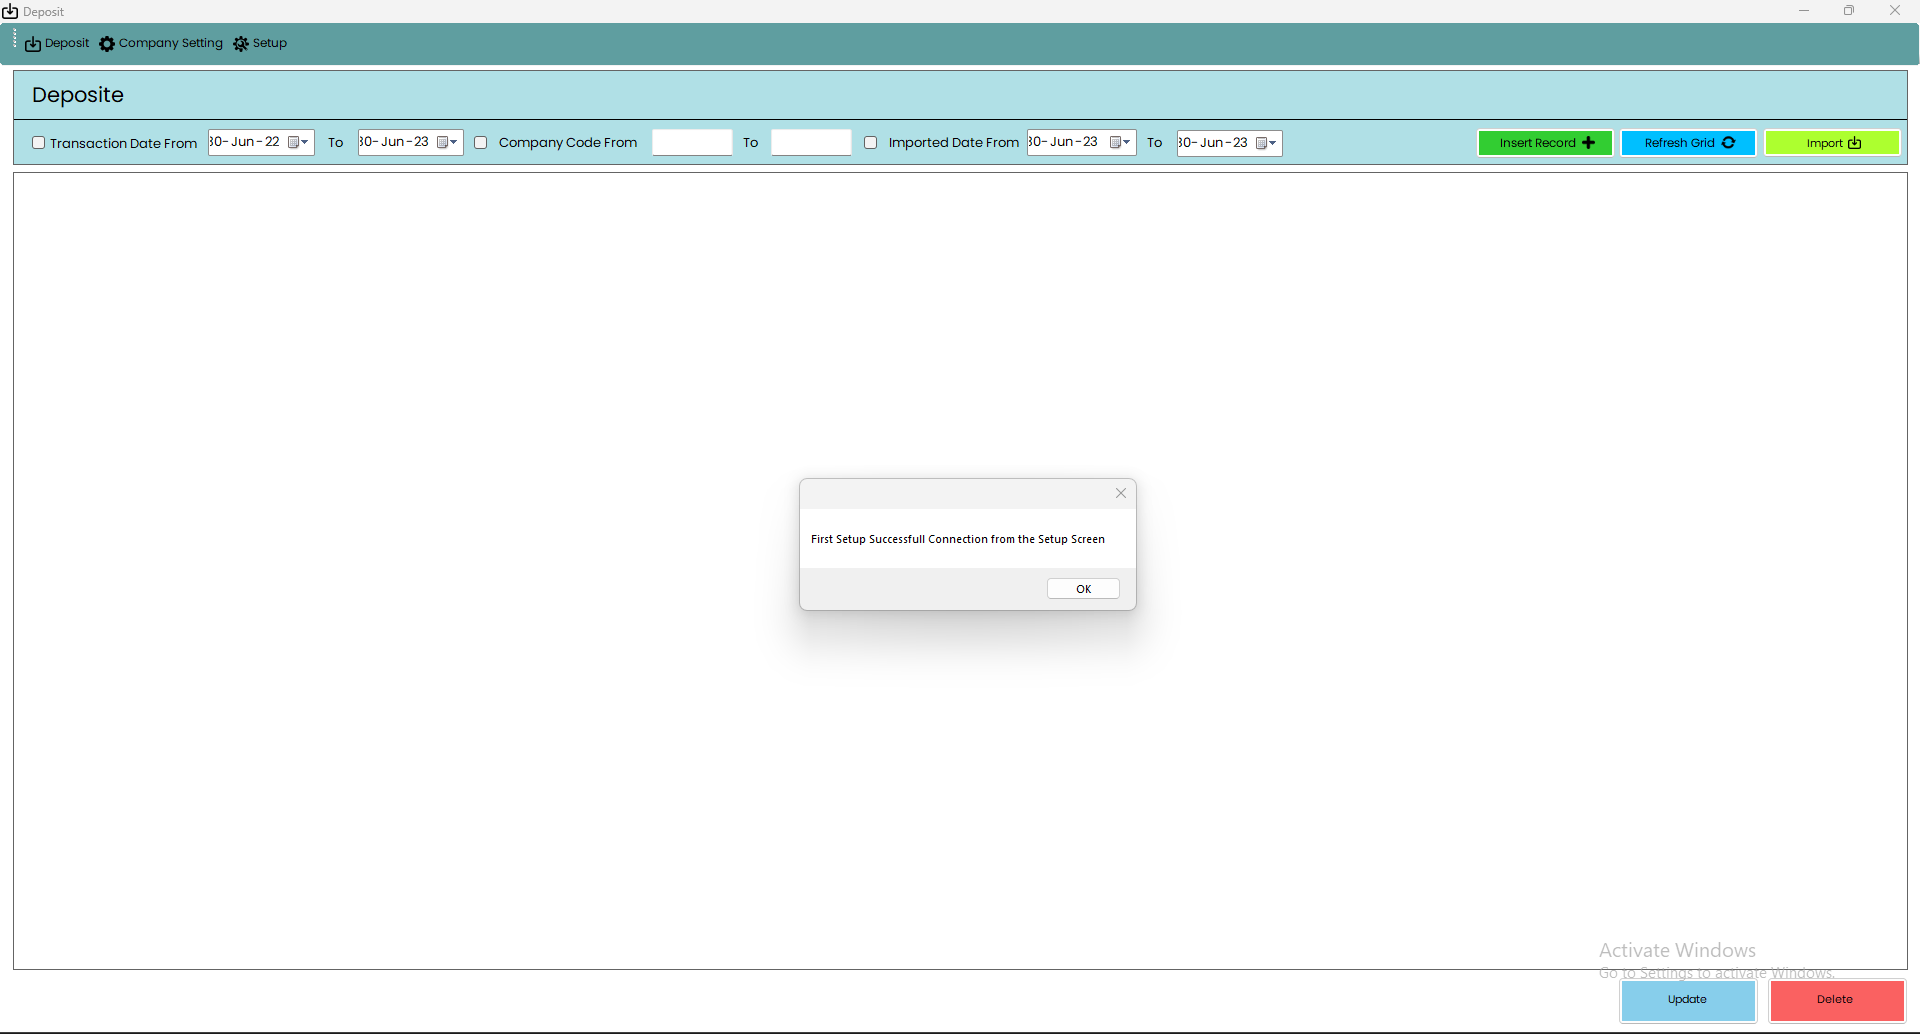 Deposit
Deposit Company Setting Setup
Deposite
Transaction Date From 30-Jun-22 To 30-Jun-23 Company Code From To Imported Date From 30-Jun-23 To 30-Jun-23 Insert Record Refresh Grid Import
First Setup Successfull Connection from the Setup Screen
OK
Activate Windows
Go to Settings to activate Windows.
Update Delete